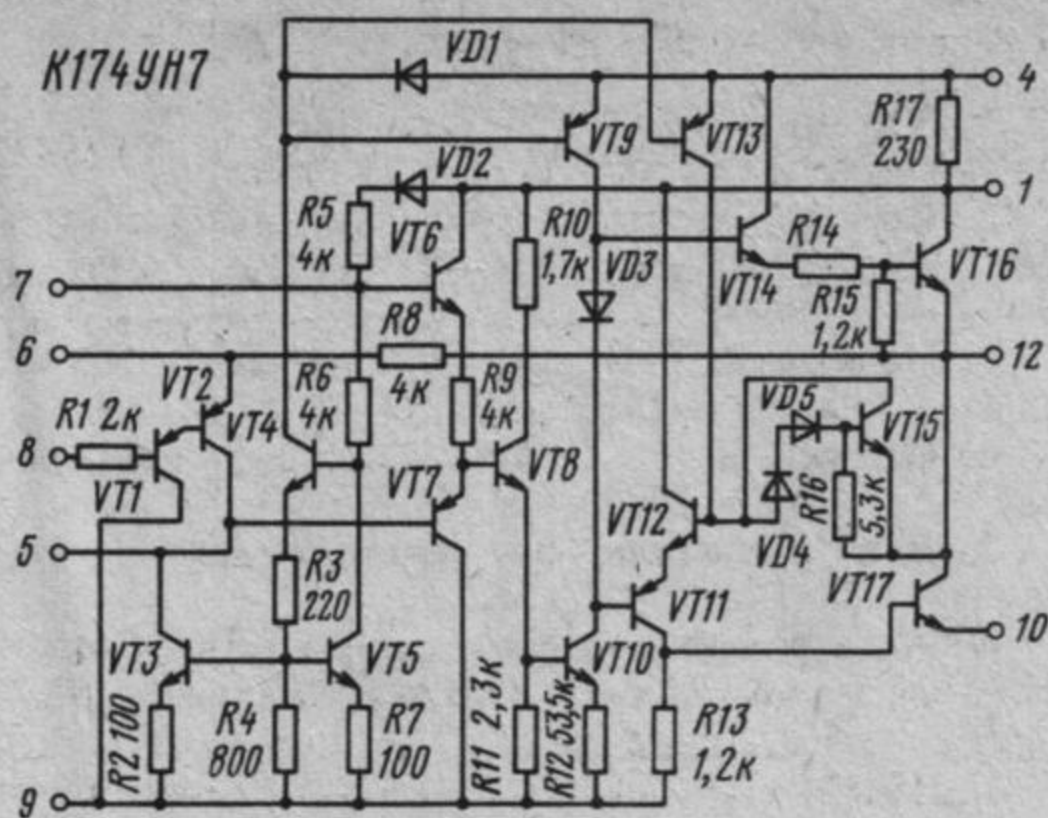 К174УН7
VD1
4
R17
230
VT9
VT13
VD2
1
R5
4к
VT6
R10
1,7к
VD3
R14
VT14
VT16
7
R15
1,2к
R8
4к
6
12
VT2
R6
4к
R9
4к
VD5
R1 2к
VT4
VT15
8
VT1
VT7
VT8
R16
5,3к
VT12
VD4
5
R3
220
VT11
VT17
10
VT3
VT5
VT10
R2 100
R4
800
R7
100
R11 2,3к
R12 53,5к
R13
1,2к
9